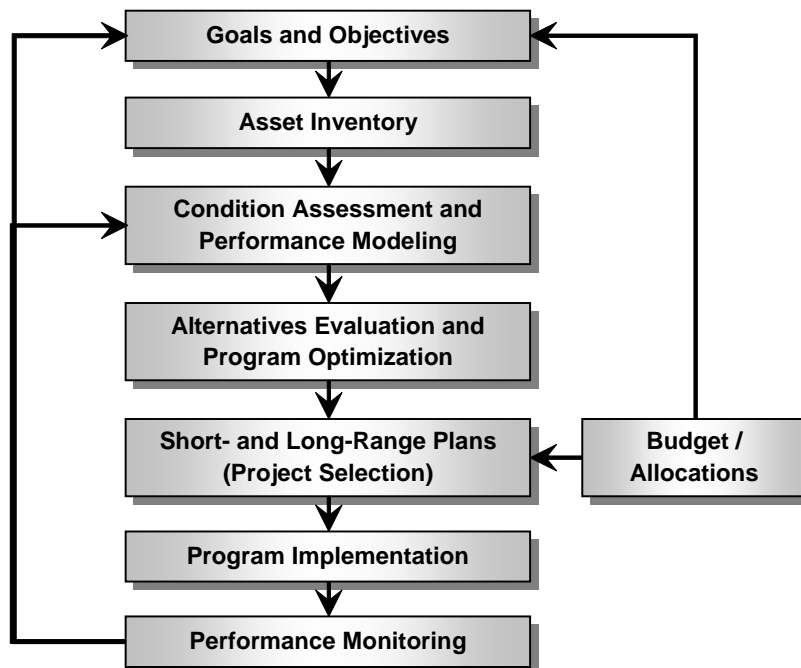 Goals and Objectives
Asset Inventory
Condition Assessment and
Performance Modeling
Alternatives Evaluation and
Program Optimization
Short- and Long-Range Plans
(Project Selection)
Budget /
Allocations
Program Implementation
Performance Monitoring